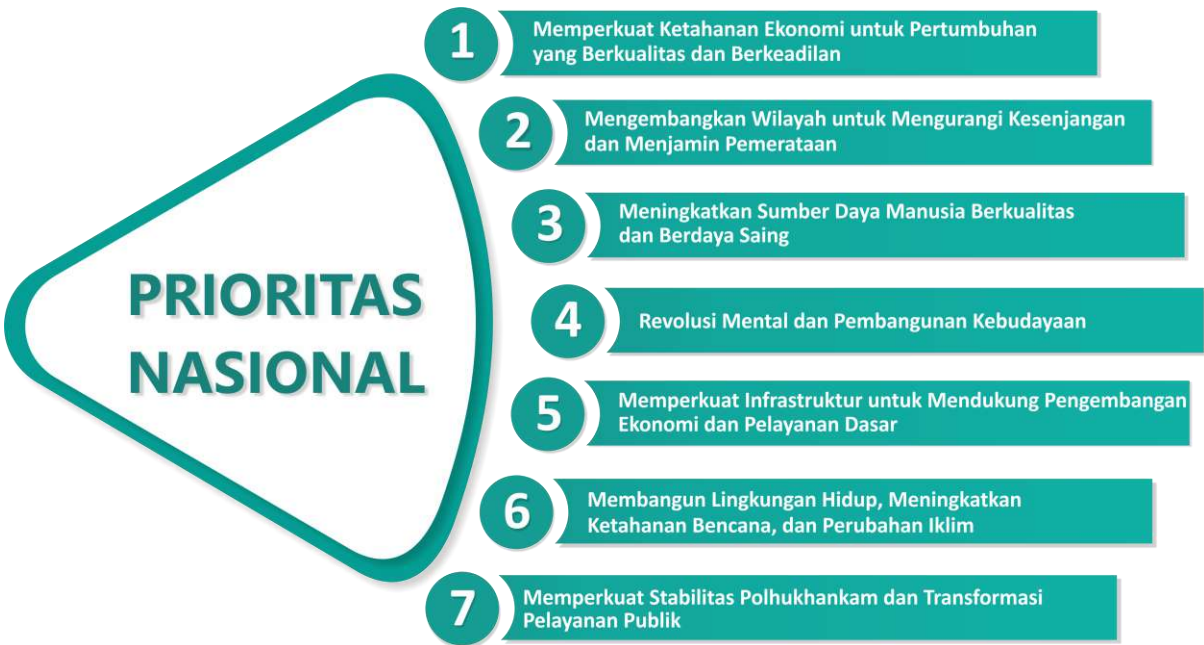 PRIORITAS
NASIONAL
1
Memperkuat Ketahanan Ekonomi untuk Pertumbuhan
yang Berkualitas dan Berkeadilan
2
Mengembangkan Wilayah untuk Mengurangi Kesenjangan
dan Menjamin Pemerataan
3
Meningkatkan Sumber Daya Manusia Berkualitas
dan Berdaya Saing
4
Revolusi Mental dan Pembangunan Kebudayaan
5
Memperkuat Infrastruktur untuk Mendukung Pengembangan
Ekonomi dan Pelayanan Dasar
6
Membangun Lingkungan Hidup, Meningkatkan
Ketahanan Bencana, dan Perubahan Iklim
7
Memperkuat Stabilitas Polhukhankam dan Transformasi
Pelayanan Publik